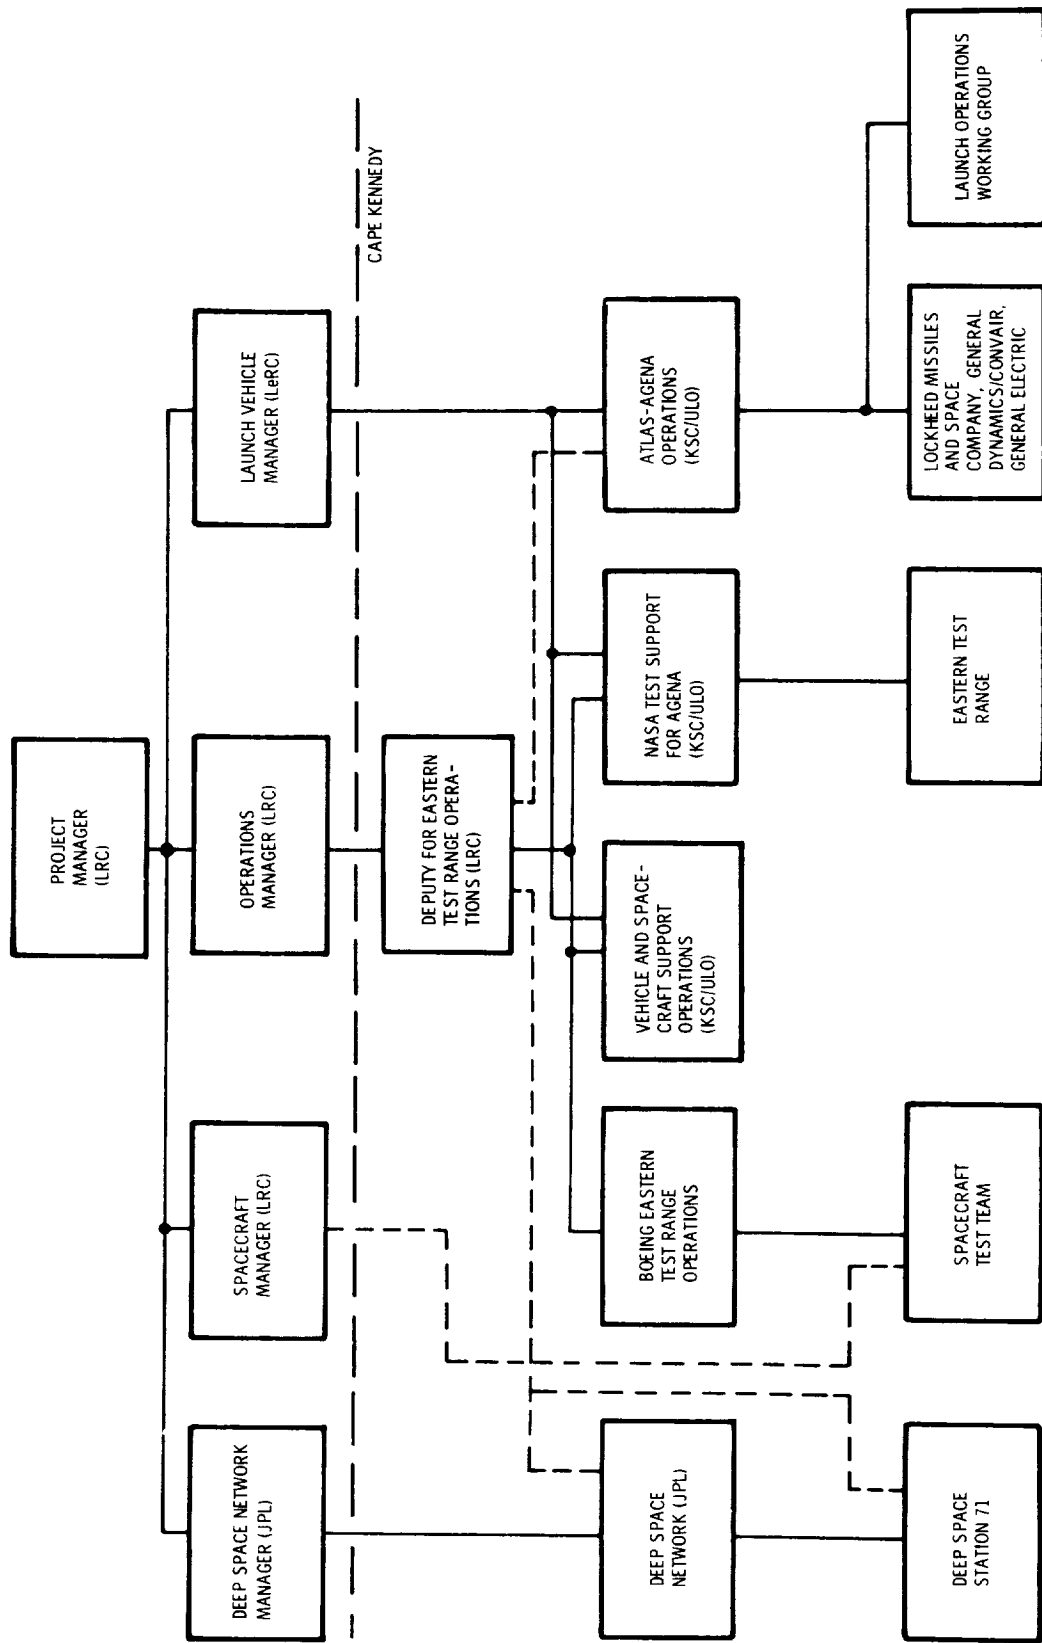 PROJECT
MANAGER
(LRC)
DEEP SPACE NETWORK
MANAGER (JPL)
SPACECRAFT
MANAGER (LRC)
OPERATIONS
MANAGER (LRC)
LAUNCH VEHICLE
MANAGER (LeRC)
CAPE KENNEDY
DEPUTY FOR EASTERN
TEST RANGE OPERA-
TIONS (LRC)
DEEP SPACE
NETWORK (JPL)
BOEING EASTERN
TEST RANGE
OPERATIONS
VEHICLE AND SPACE-
CRAFT SUPPORT
OPERATIONS
(KSC/ULO)
NASA TEST SUPPORT
FOR AGENA
(KSC/ULO)
ATLAS-AGENA
OPERATIONS
(KSC/ULO)
DEEP SPACE
STATION 71
SPACECRAFT
TEST TEAM
EASTERN TEST
RANGE
LOCKHEED MISSILES
AND SPACE
COMPANY, GENERAL
DYNAMICS/CONVAIR,
GENERAL ELECTRIC
LAUNCH OPERATIONS
WORKING GROUP